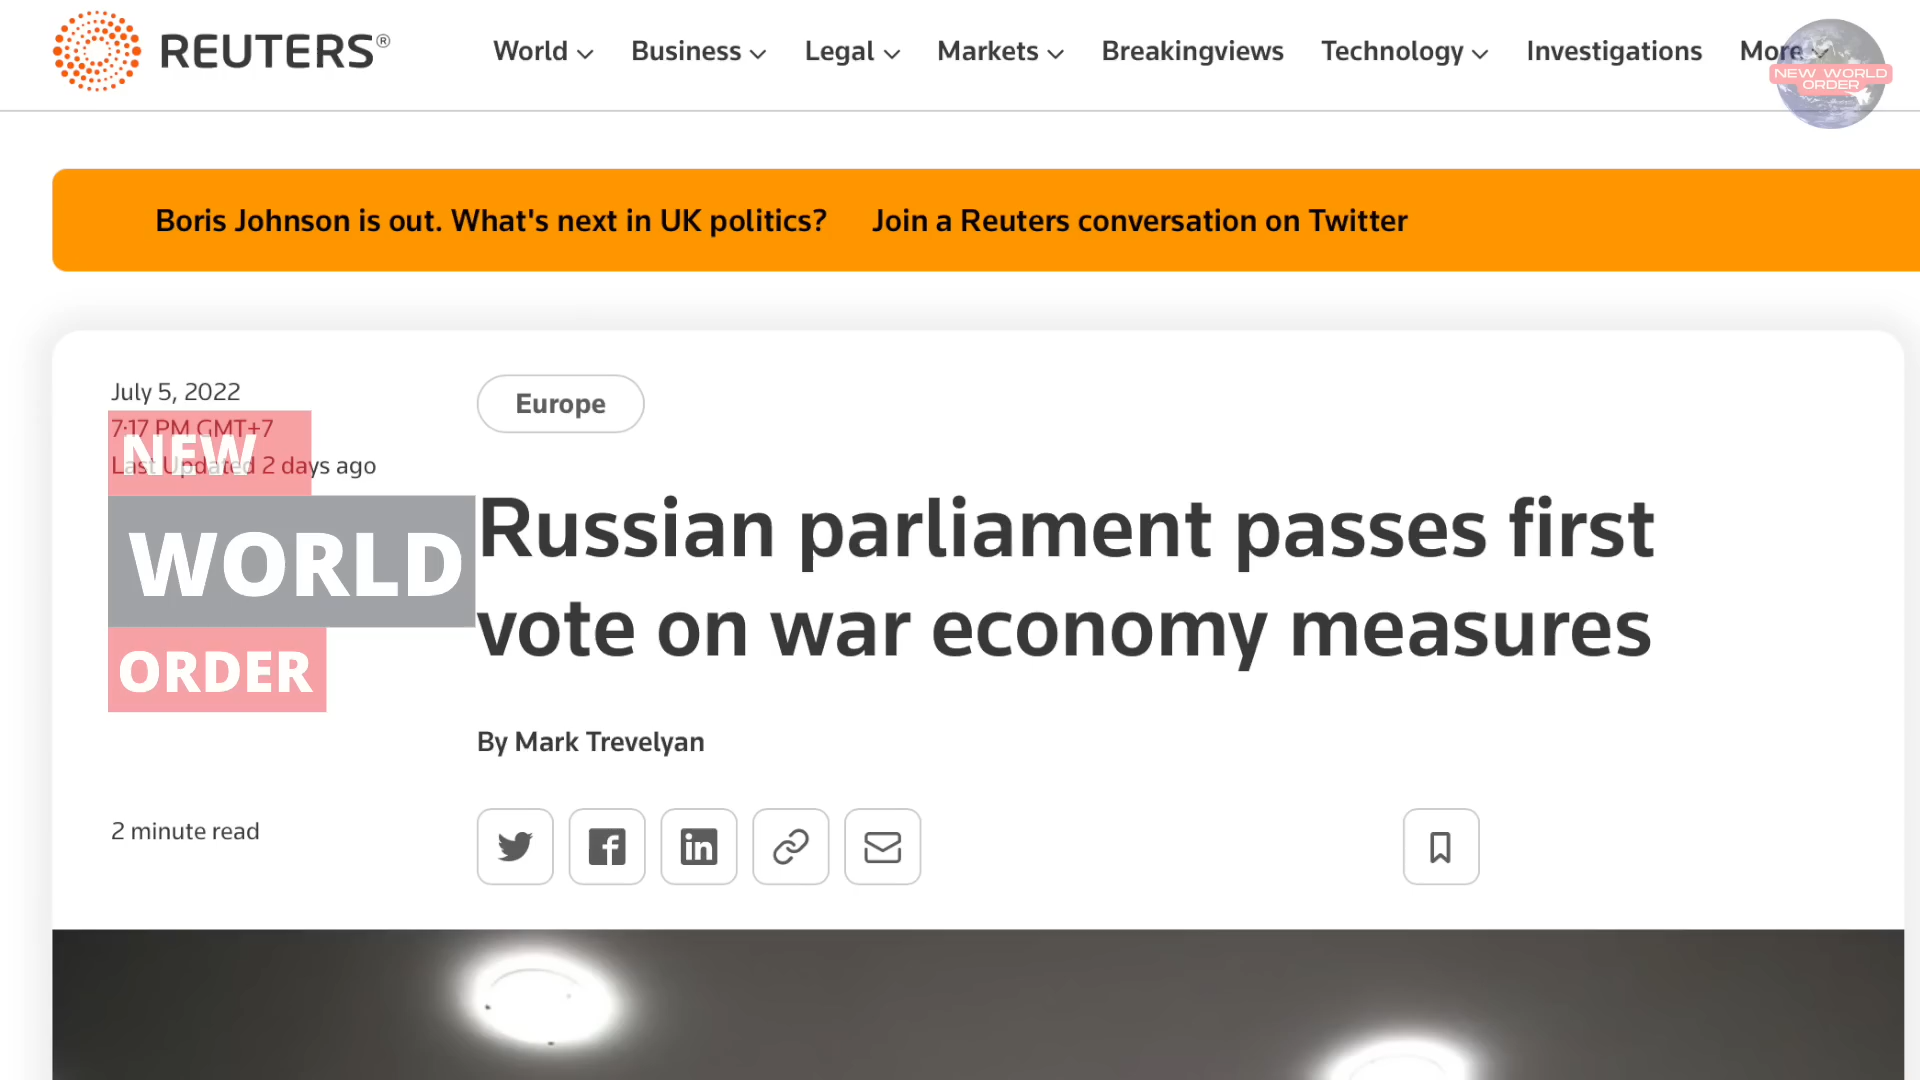 REUTERS®
World
Business
Legal
Markets
Breakingviews
Technology
Investigations
More
NEW WORLD
ORDER
Boris Johnson is out. What's next in UK politics? Join a Reuters conversation on Twitter
July 5, 2022
7:17 PM GMT+7
Last Updated 2 days ago
NEW
WORLD
ORDER
Europe
Russian parliament passes first
vote on war economy measures
By Mark Trevelyan
2 minute read